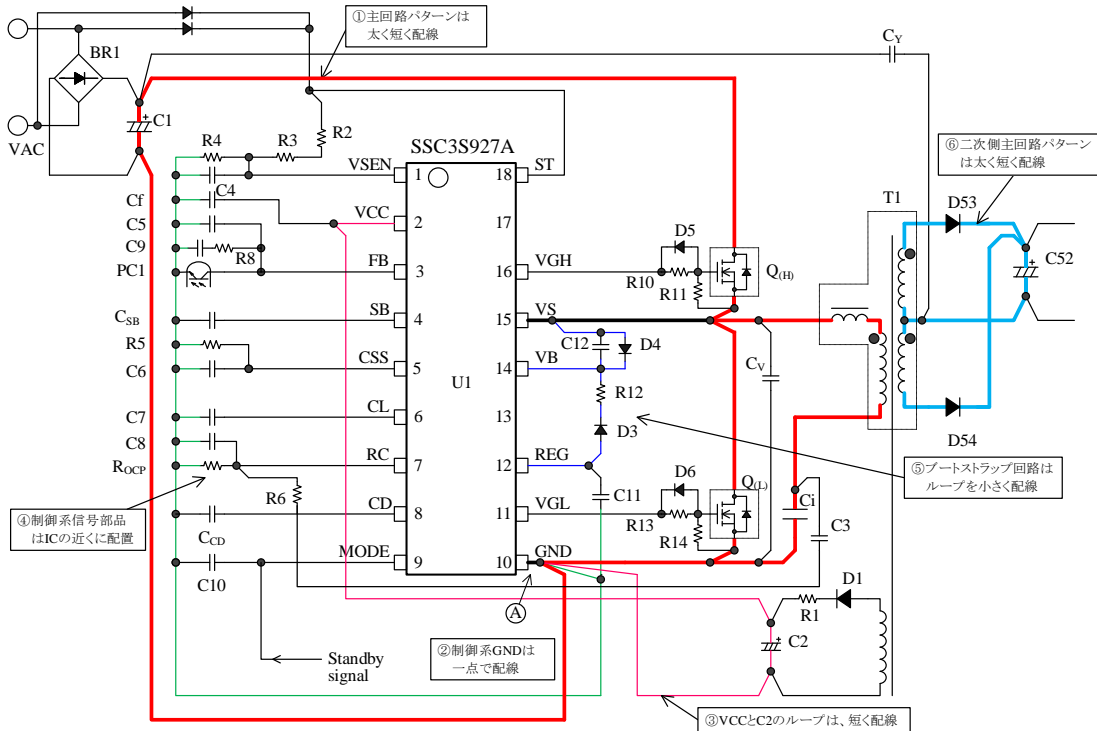 ①主回路パターンは
太く短く配線
BR1
C1
VAC
CY
R4
R3
R2
SSC3S927A
⑥二次側主回路パターン
は太く短く配線
VSEN
1
18
ST
C4
Cf
VCC
2
17
C5
C9
R8
PC1
FB
3
16
VGH
D5
R10
R11
Q(H)
T1
D53
C52
CSB
SB
4
15
VS
R5
C6
CSS
5
14
VB
C12
D4
U1
CV
R12
C7
CL
6
13
D3
D54
C8
ROCP
RC
7
12
REG
⑤ブートストラップ回路は
ループを小さく配線
R6
C11
D6
Q(L)
Ci
C3
④制御系信号部品
はICの近くに配置
CD
8
11
VGL
R13
R14
CCD
MODE
9
10
GND
C10
A
D1
R1
C2
②制御系GNDは
一点で配線
Standby
signal
③VCCとC2のループは、短く配線